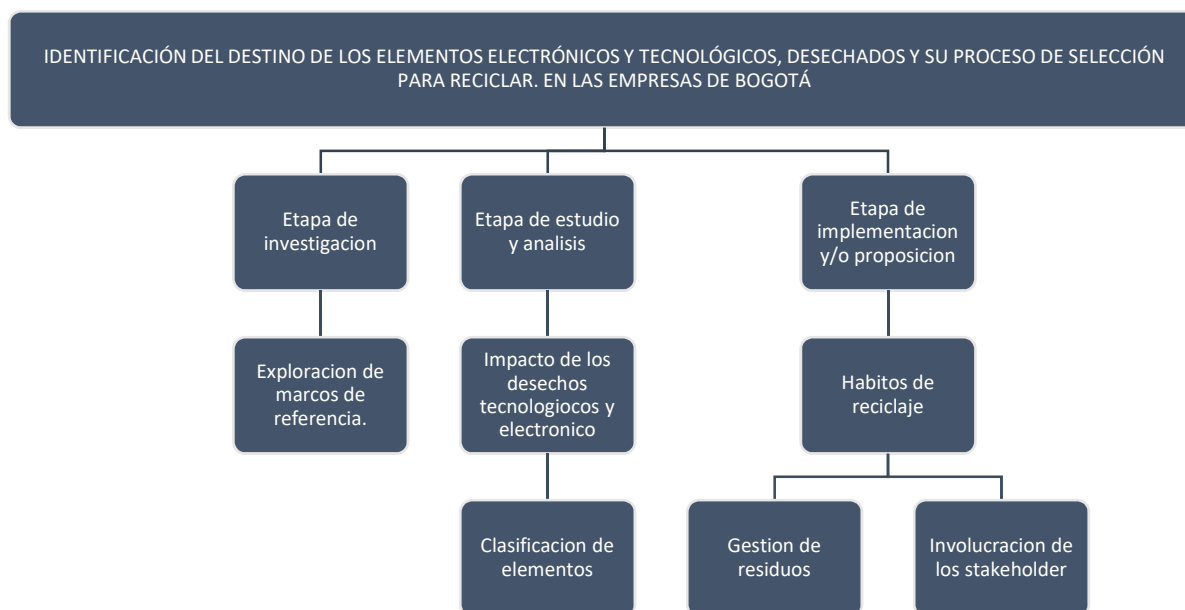 IDENTIFICACIÓN DEL DESTINO DE LOS ELEMENTOS ELECTRÓNICOS Y TECNOLÓGICOS, DESECHADOS Y SU PROCESO DE SELECCIÓN
PARA RECICLAR. EN LAS EMPRESAS DE BOGOTÁ
Etapa de
investigacion
Etapa de estudio
y analisis
Etapa de
implementacion
y/o proposicion
Exploracion de
marcos de
referencia.
Impacto de los
desechos
tecnologiocos y
electronico
Habitos de
reciclaje
Clasificacion de
elementos
Gestion de
residuos
Involucracion de
los stakeholder